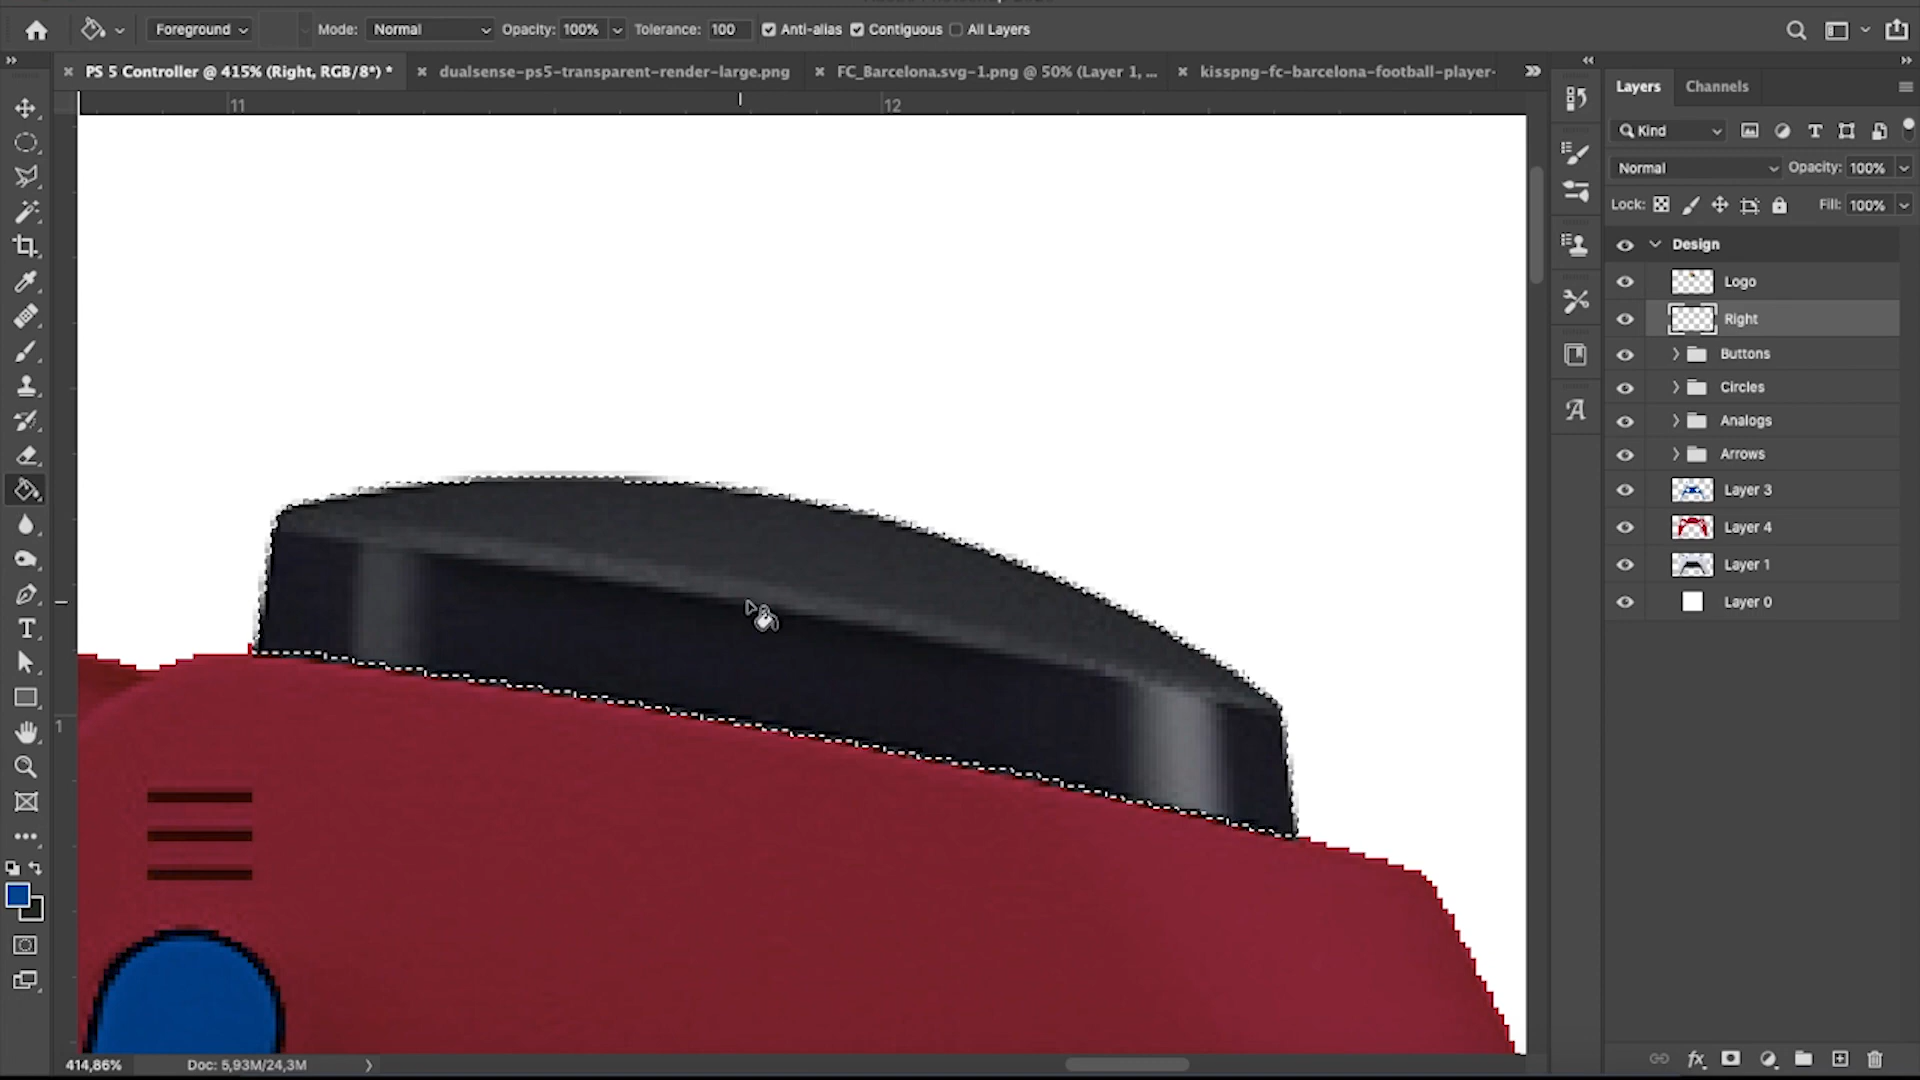 Foreground Mode: Normal Opacity: 100% Tolerance: 100 Anti-alias Contiguous All Layers
PS 5 Controller @ 415% (Right, RGB/8*) * dualsense-ps5-transparent-render-large.png FC_Barcelona.svg-1.png @ 50% (Layer 1, ... kisspng-fc-barcelona-football-player-
11 12
1
Layers Channels
Kind
Normal Opacity: 100%
Lock: Fill: 100%
Design
Logo
Right
Buttons
Circles
Analogs
Arrows
Layer 3
Layer 4
Layer 1
Layer 0
414,86% Doc: 5,93M/24,3M